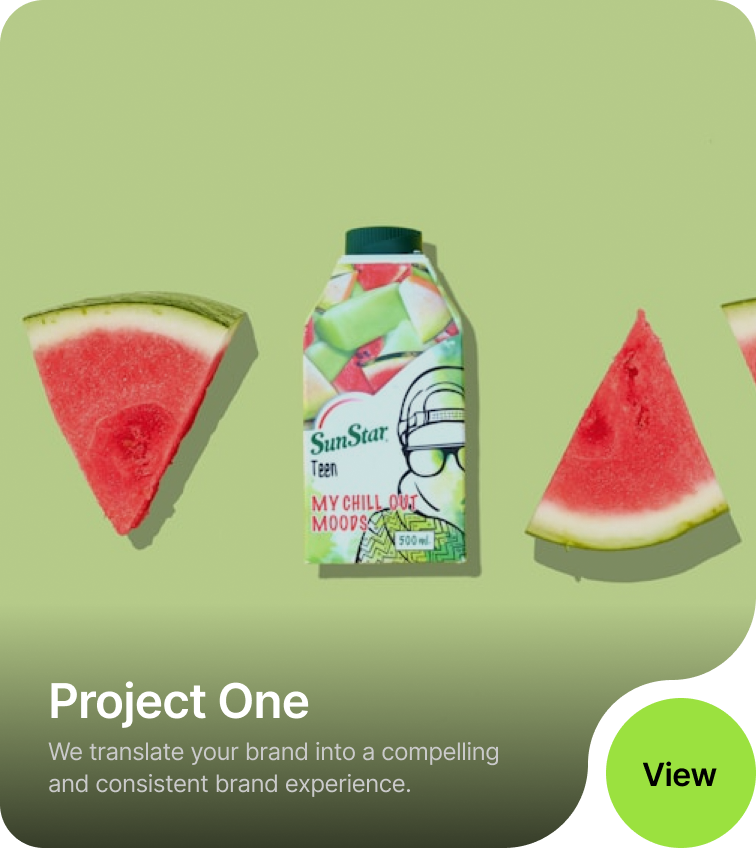 SunStar
Teen
MY CHILL OUT
MOODS
500 ml
Project One
We translate your brand into a compelling
and consistent brand experience.
View